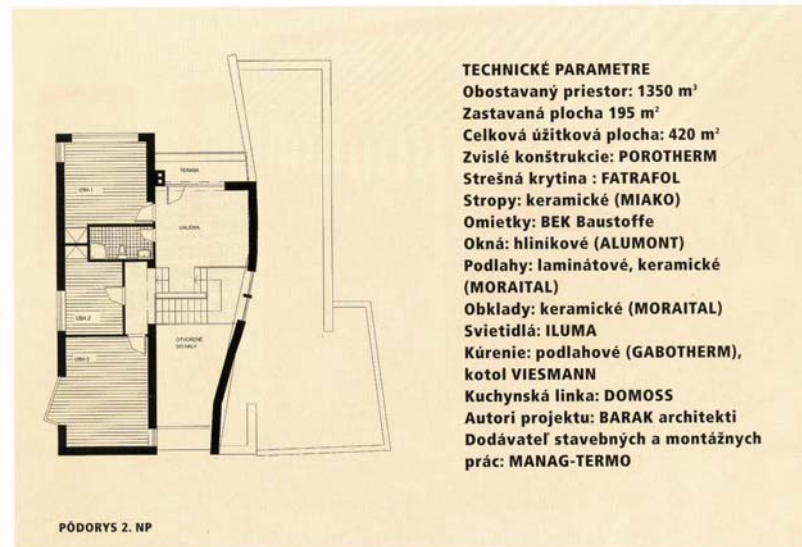 TECHNICKÉ PARAMETRE
Obostavaný priestor: 1350 m³
Zastavaná plocha 195 m²
Celková úžitková plocha: 420 m²
Zvislé konštrukcie: POROTHERM
Strešná krytina : FATRAFOL
Stropy: keramické (MIAKO)
Omietky: BEK Baustoffe
Okná: hliníkové (ALUMONT)
Podlahy: laminátové, keramické
(MORAITAL)
Obklady: keramické (MORAITAL)
Svietidlá: ILUMA
Kúrenie: podlahové (GABOTHERM),
kotol VIESMANN
Kuchynská linka: DOMOSS
Autori projektu: BARAK architekti
Dodávateľ stavebných a montážnych
prác: MANAG-TERMO
TERASA
IZBA 1
GALÉRIA
IZBA 2
OTVORENÉ
DO HALY
IZBA 3
PÔDORYS 2. NP